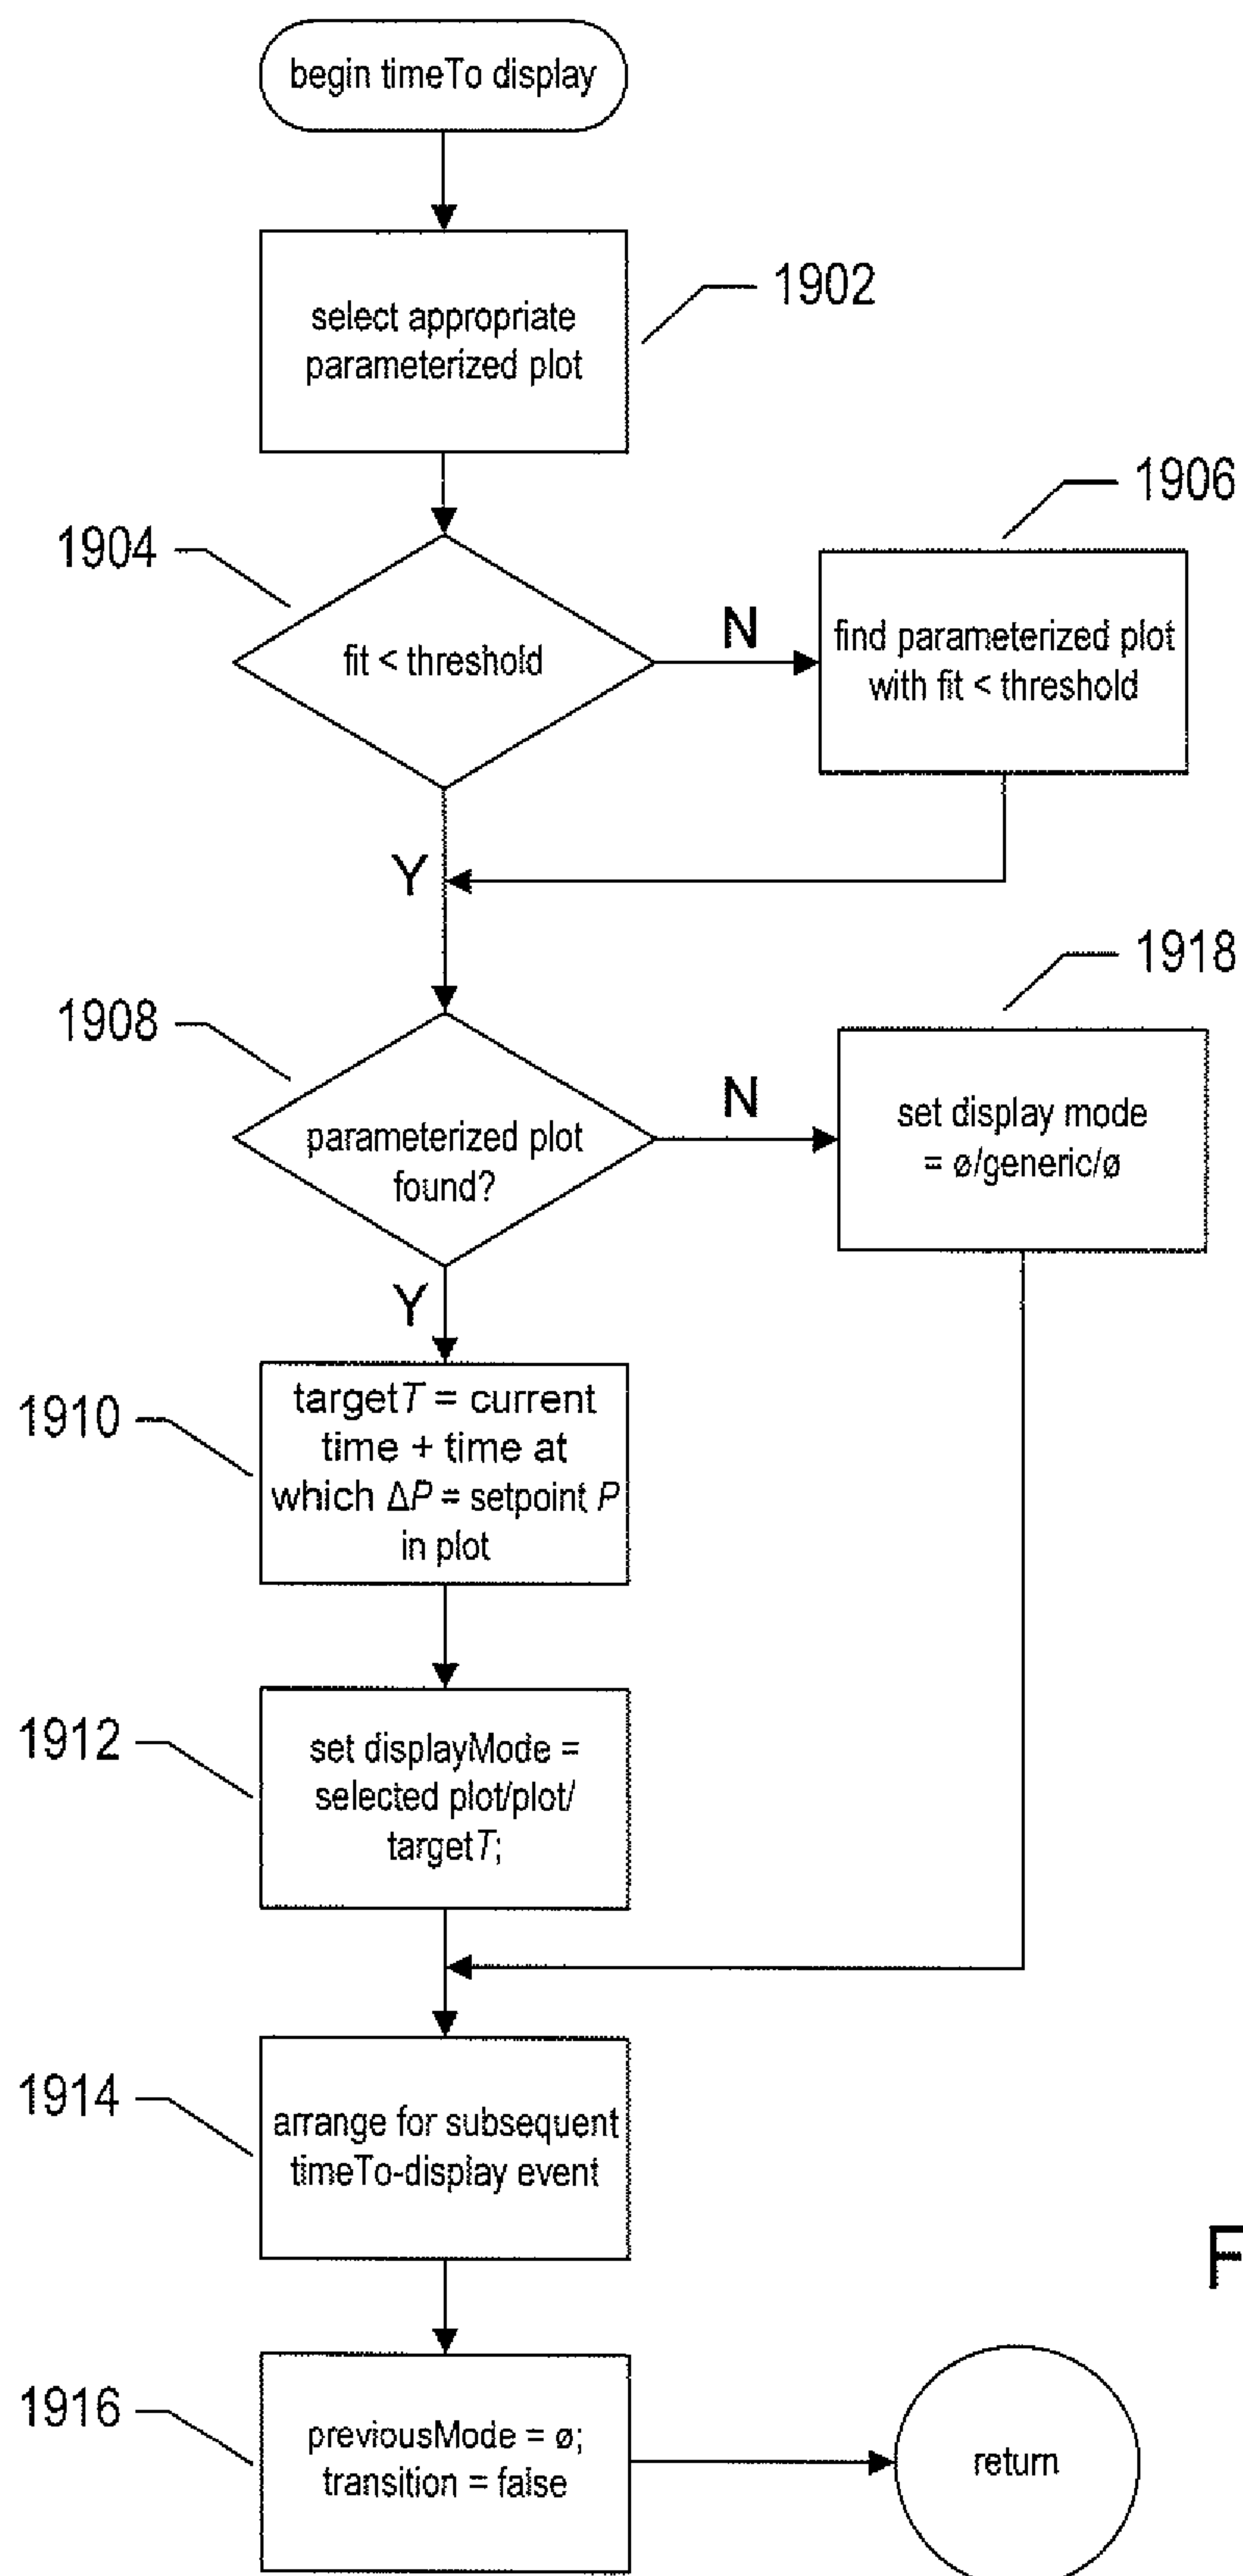 begin timeTo display
1902
select appropriate
parameterized plot
1906
1904
N
fit < threshold
find parameterized plot
with fit < threshold
Y
1918
1908
N
set display mode
= ø/generic/ø
parameterized plot
found?
Y
1910
targetT = current
time + time at
which ΔP = setpoint P
in plot
1912
set displayMode =
selected plot/plot/
targetT;
1914
arrange for subsequent
timeTo-display event
F
1916
previousMode = ø;
transition = false
return